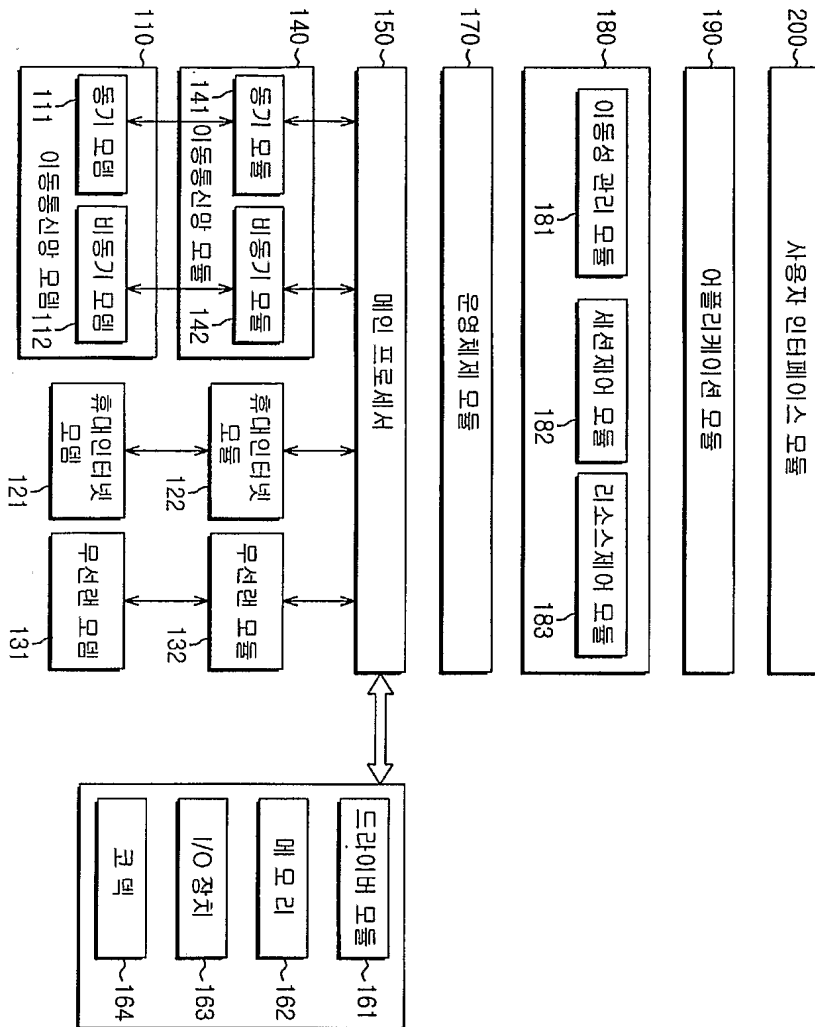 200
사용자 인터페이스 모듈
190
어플리케이션 모듈
180
이동성 관리 모듈
181
세션제어 모듈
182
리소스제어 모듈
183
170
운영체제 모듈
150
메인 프로세서
140
141
동기 모듈
비동기 모듈
142
이동통신망 모듈
휴대인터넷
모듈
122
무선랜 모듈
132
110
111
동기 모뎀
비동기 모뎀
112
이동통신망 모뎀
휴대인터넷
모뎀
121
무선랜 모뎀
131
드라이버 모듈
161
메 모 리
162
I/O 장치
163
코 덱
164